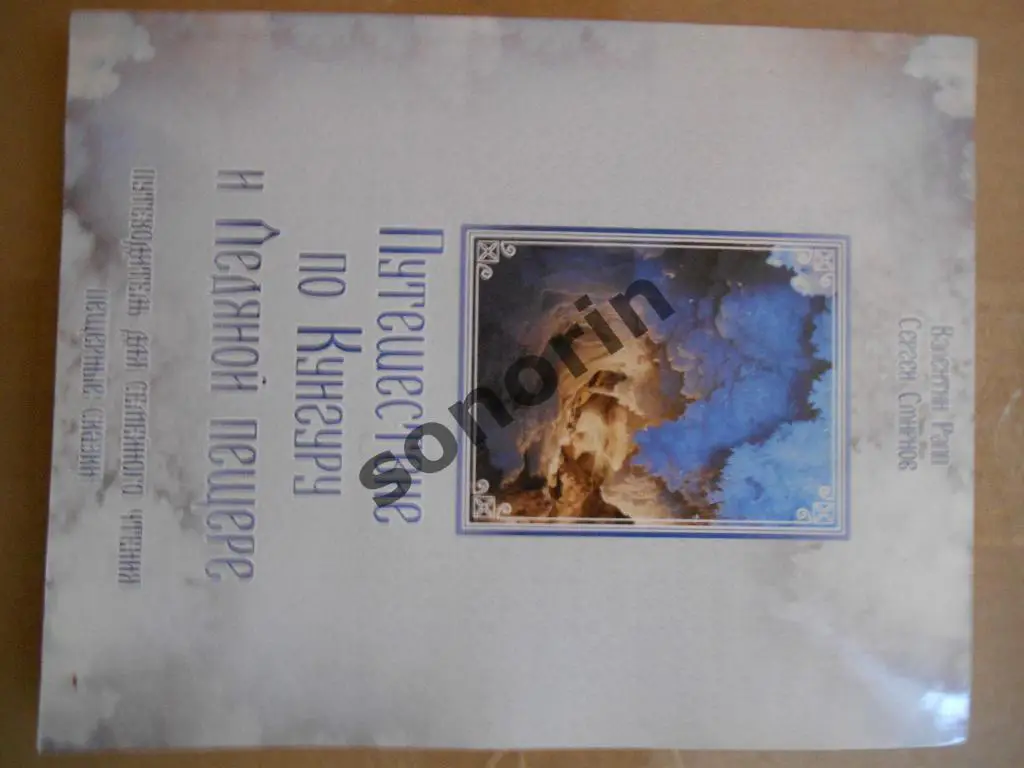 Валентин Рапп
Сергей Смирнов
Путешествие
по Кунгуру
и Ледяной пещере
путеводитель для семейного чтения
пещерные сказки
sonorin